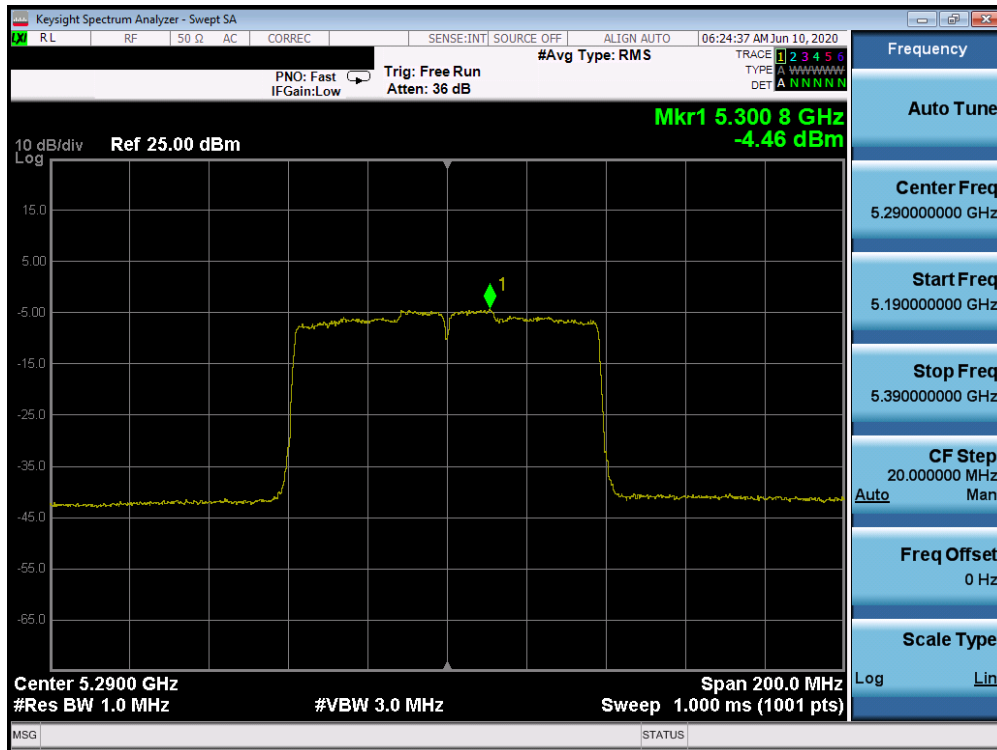 Keysight Spectrum Analyzer - Swept SA
LXI RL RF 50 Ω AC CORREC SENSE:INT SOURCE OFF ALIGN AUTO 06:24:37 AM Jun 10, 2020
#Avg Type: RMS
TRACE 1 2 3 4 5 6
PNO: Fast Trig: Free Run
TYPE A WWWWW
IFGain:Low Atten: 36 dB
DET A N N N N N
Mkr1 5.300 8 GHz
-4.46 dBm
10 dB/div Ref 25.00 dBm
Log
1
15.0
5.00
-5.00
-15.0
-25.0
-35.0
-45.0
-55.0
-65.0
Center 5.2900 GHz Span 200.0 MHz
#Res BW 1.0 MHz #VBW 3.0 MHz Sweep 1.000 ms (1001 pts)
MSG STATUS
Frequency
Auto Tune
Center Freq
5.290000000 GHz
Start Freq
5.190000000 GHz
Stop Freq
5.390000000 GHz
CF Step
20.000000 MHz
Auto Man
Freq Offset
0 Hz
Scale Type
Log Lin